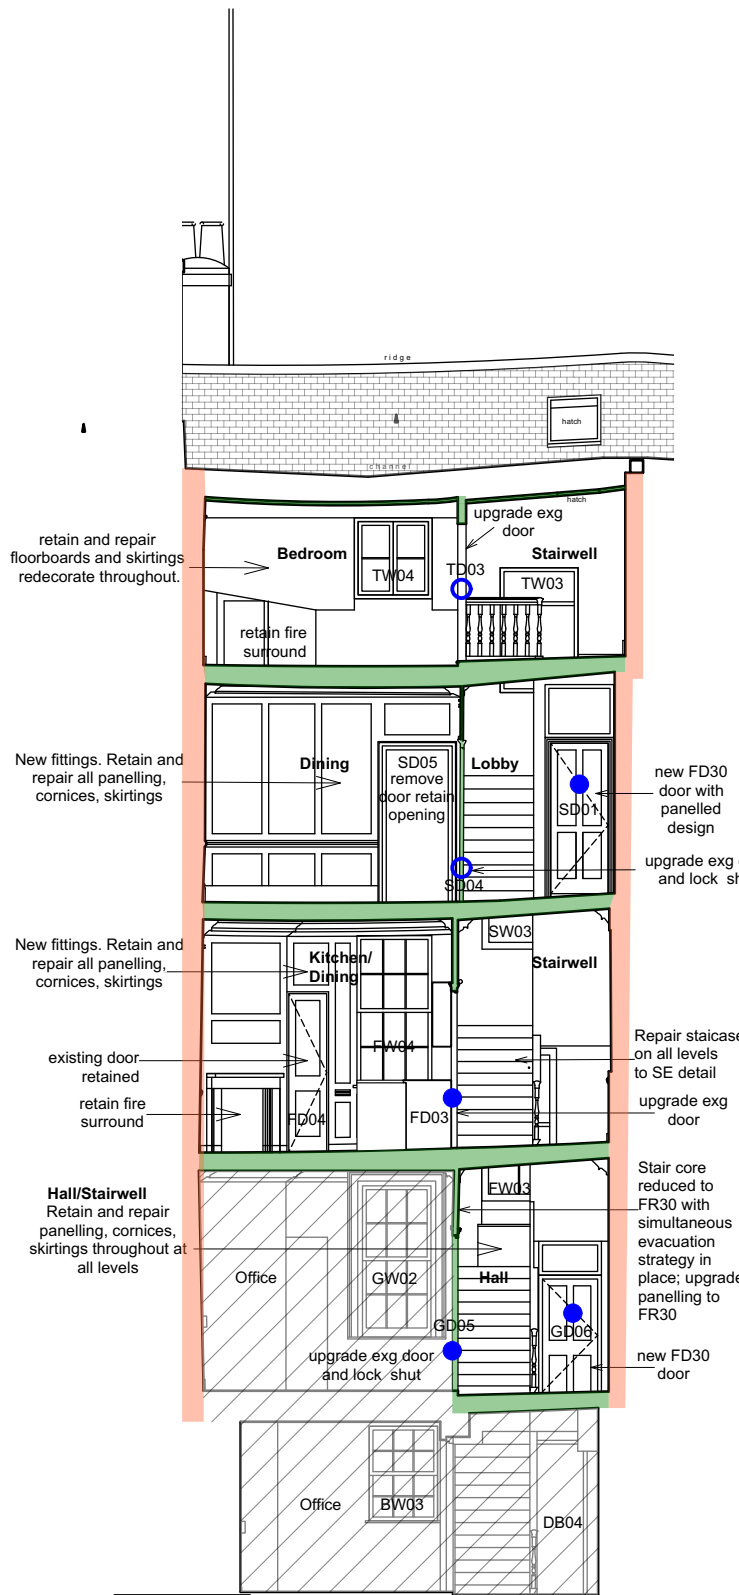 ridge
hatch
channel
hatch
retain and repair
floorboards and skirtings
redecorate throughout.
Bedroom
TW04
upgrade exg
door
TD03
Stairwell
TW03
retain fire
surround
New fittings. Retain and
repair all panelling,
cornices, skirtings
Dining
SD05
remove
door retain
opening
Lobby
SD01
new FD30
door with
panelled
design
SD04
upgrade exg
and lock sh
New fittings. Retain and
repair all panelling,
cornices, skirtings
Kitchen/
Dining
SW03
Stairwell
FW04
existing door
retained
retain fire
surround
FD04
FD03
Repair staicase
on all levels
to SE detail
upgrade exg
door
Hall/Stairwell
Retain and repair
panelling, cornices,
skirtings throughout at
all levels
FW03
Stair core
reduced to
FR30 with
simultaneous
evacuation
strategy in
place; upgrade
panelling to
FR30
Office
GW02
Hall
GD05
GD06
upgrade exg door
and lock shut
new FD30
door
Office
BW03
DB04